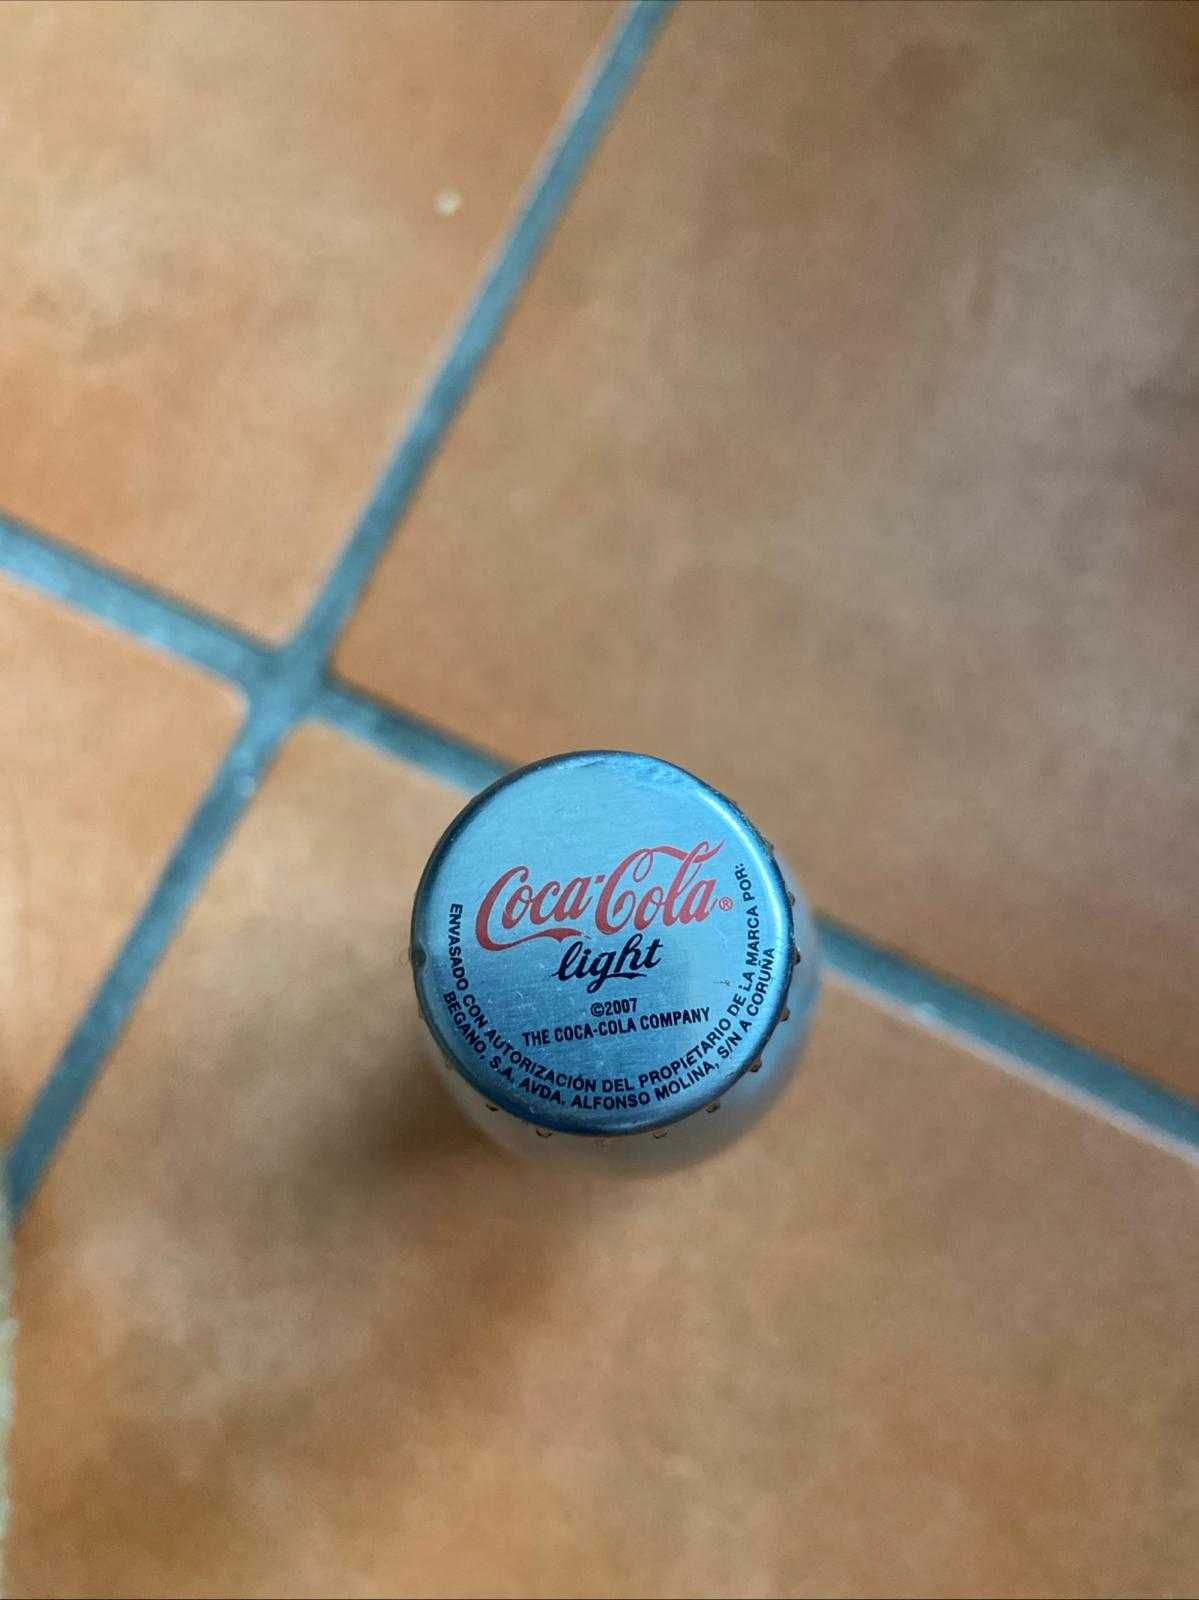 Coca-Cola®
light
©2007
THE COCA-COLA COMPANY
ENVASADO CON AUTORIZACIÓN DEL PROPIETARIO DE LA MARCA POR:
BEGANO, S.A. AVDA. ALFONSO MOLINA, S/N A CORUÑA